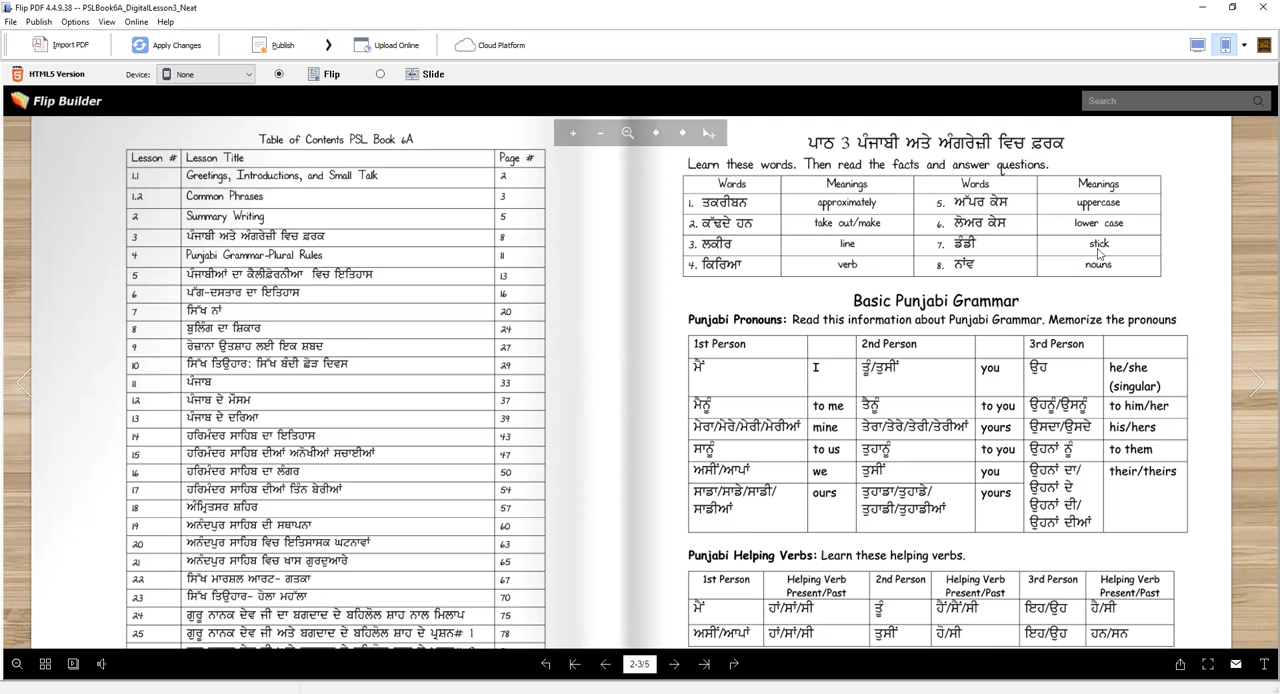 Flip PDF 4.4.9.38 -- PSLBook6A_DigitalLesson3_Neat
File Publish Options View Online Help
Import PDF Apply Changes Publish Upload Online Cloud Platform
HTML5 Version Device: None Flip Slide
Flip Builder Search
Table of Contents PSL Book 6A
Lesson # Lesson Title Page #
1.1 Greetings, Introductions, and Small Talk 2
1.2 Common Phrases 3
2 Summary Writing 5
3 ਪੰਜਾਬੀ ਅਤੇ ਅੰਗਰੇਜ਼ੀ ਵਿਚ ਫ਼ਰਕ 8
4 Punjabi Grammar-Plural Rules 11
5 ਪੰਜਾਬੀਆਂ ਦਾ ਕੈਲੀਫ਼ੋਰਨੀਆ ਵਿਚ ਇਤਿਹਾਸ 13
6 ਪੱਗ-ਦਸਤਾਰ ਦਾ ਇਤਿਹਾਸ 16
7 ਸਿੱਖ ਨਾਂ 20
8 ਬੁਲਿੰਗ ਦਾ ਸ਼ਿਕਾਰ 24
9 ਰੋਜ਼ਾਨਾ ਉਤਸ਼ਾਹ ਲਈ ਇਕ ਸ਼ਬਦ 27
10 ਸਿੱਖ ਤਿਉਹਾਰ: ਸਿੱਖ ਬੰਦੀ ਛੋੜ ਦਿਵਸ 29
11 ਪੰਜਾਬ 33
12 ਪੰਜਾਬ ਦੇ ਮੌਸਮ 37
13 ਪੰਜਾਬ ਦੇ ਦਰਿਆ 39
14 ਹਰਿਮੰਦਰ ਸਾਹਿਬ ਦਾ ਇਤਿਹਾਸ 43
15 ਹਰਿਮੰਦਰ ਸਾਹਿਬ ਦੀਆਂ ਅਨੋਖੀਆਂ ਸਚਾਈਆਂ 47
16 ਹਰਿਮੰਦਰ ਸਾਹਿਬ ਦਾ ਲੰਗਰ 50
17 ਹਰਿਮੰਦਰ ਸਾਹਿਬ ਦੀਆਂ ਤਿੰਨ ਬੇਰੀਆਂ 54
18 ਅੰਮ੍ਰਿਤਸਰ ਸ਼ਹਿਰ 57
19 ਅਨੰਦਪੁਰ ਸਾਹਿਬ ਦੀ ਸਥਾਪਨਾ 60
20 ਅਨੰਦਪੁਰ ਸਾਹਿਬ ਵਿਚ ਇਤਿਸਾਸਕ ਘਟਨਾਵਾਂ 63
21 ਅਨੰਦਪੁਰ ਸਾਹਿਬ ਵਿਚ ਖਾਸ ਗੁਰਦੁਆਰੇ 65
22 ਸਿੱਖ ਮਾਰਸ਼ਲ ਆਰਟ- ਗਤਕਾ 67
23 ਸਿੱਖ ਤਿਉਹਾਰ- ਹੋਲਾ ਮਹੱਲਾ 70
24 ਗੁਰੂ ਨਾਨਕ ਦੇਵ ਜੀ ਦਾ ਬਗਦਾਦ ਦੇ ਬਹਿਲੋਲ ਸ਼ਾਹ ਨਾਲ ਮਿਲਾਪ 75
25 ਗੁਰੂ ਨਾਨਕ ਦੇਵ ਜੀ ਅਤੇ ਬਗਦਾਦ ਦੇ ਬਹਿਲੋਲ ਸ਼ਾਹ ਦੇ ਪ੍ਰਸ਼ਨ# 1 78
ਪਾਠ 3 ਪੰਜਾਬੀ ਅਤੇ ਅੰਗਰੇਜ਼ੀ ਵਿਚ ਫ਼ਰਕ
Learn these words. Then read the facts and answer questions.
Words Meanings Words Meanings
1. ਤਕਰੀਬਨ approximately 5. ਅੱਪਰ ਕੇਸ uppercase
2. ਕੱਢਦੇ ਹਨ take out/make 6. ਲੋਅਰ ਕੇਸ lower case
3. ਲਕੀਰ line 7. ਡੰਡੀ stick
4. ਕਿਰਿਆ verb 8. ਨਾਂਵ nouns
Basic Punjabi Grammar
Punjabi Pronouns: Read this information about Punjabi Grammar. Memorize the pronouns
1st Person 2nd Person 3rd Person
ਮੈਂ I ਤੂੰ/ਤੁਸੀਂ you ਉਹ he/she
(singular)
ਮੈਨੂੰ to me ਤੈਨੂੰ to you ਉਹਨੂੰ/ਉਸਨੂੰ to him/her
ਮੇਰਾ/ਮੇਰੇ/ਮੇਰੀ/ਮੇਰੀਆਂ mine ਤੇਰਾ/ਤੇਰੇ/ਤੇਰੀ/ਤੇਰੀਆਂ yours ਉਸਦਾ/ਉਸਦੇ his/hers
ਸਾਨੂੰ to us ਤੁਹਾਨੂੰ to you ਉਹਨਾਂ ਨੂੰ to them
ਅਸੀਂ/ਆਪਾਂ we ਤੁਸੀਂ you ਉਹਨਾਂ ਦਾ/ their/theirs
ਉਹਨਾਂ ਦੇ
ਸਾਡਾ/ਸਾਡੇ/ਸਾਡੀ/ ours ਤੁਹਾਡਾ/ਤੁਹਾਡੇ/ yours ਉਹਨਾਂ ਦੀ/
ਸਾਡੀਆਂ ਤੁਹਾਡੀ/ਤੁਹਾਡੀਆਂ ਉਹਨਾਂ ਦੀਆਂ
Punjabi Helping Verbs: Learn these helping verbs.
1st Person Helping Verb 2nd Person Helping Verb 3rd Person Helping Verb
Present/Past Present/Past Present/Past
ਮੈਂ ਹਾਂ/ਸਾਂ/ਸੀ ਤੂੰ ਹੈਂ/ਸੈਂ/ਸੀ ਇਹ/ਉਹ ਹੈ/ਸੀ
ਅਸੀਂ/ਆਪਾਂ ਹਾਂ/ਸਾਂ/ਸੀ ਤੁਸੀਂ ਹੋ/ਸੀ ਇਹ/ਉਹ ਹਨ/ਸਨ
2-3/5